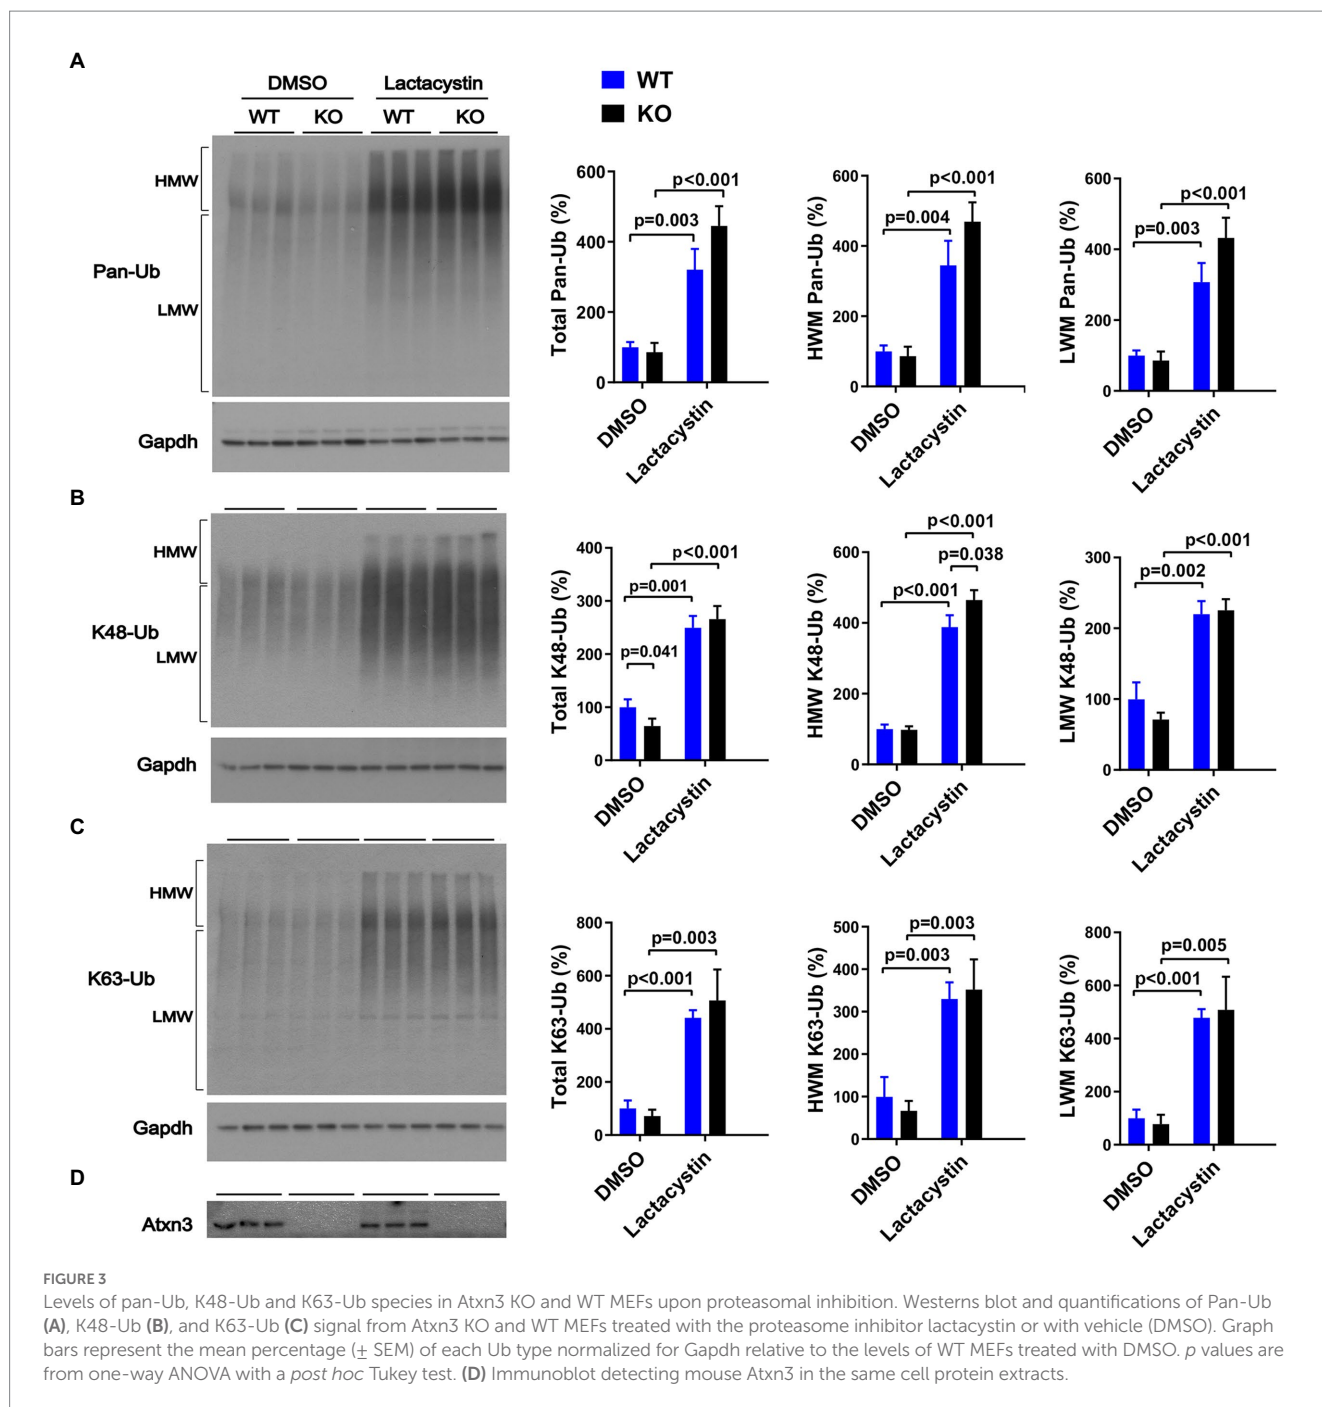 A
DMSO Lactacystin
WT KO WT KO
HMW
Pan-Ub
LMW
Gapdh
WT
KO
Total Pan-Ub (%)
600
400
200
0
p=0.003
p<0.001
DMSO
Lactacystin
HWM Pan-Ub (%)
600
400
200
0
p=0.004
p<0.001
DMSO
Lactacystin
LWM Pan-Ub (%)
600
400
200
0
p=0.003
p<0.001
DMSO
Lactacystin
B
HMW
K48-Ub
LMW
Gapdh
Total K48-Ub (%)
400
300
200
100
0
p<0.001
p=0.001
p=0.041
DMSO
Lactacystin
HMW K48-Ub (%)
600
400
200
0
p<0.001
p=0.038
p<0.001
DMSO
Lactacystin
LMW K48-Ub (%)
300
200
100
0
p<0.001
p=0.002
DMSO
Lactacystin
C
HMW
K63-Ub
LMW
Gapdh
Total K63-Ub (%)
800
600
400
200
0
p=0.003
p<0.001
DMSO
Lactacystin
HWM K63-Ub (%)
500
400
300
200
100
0
p=0.003
p=0.003
DMSO
Lactacystin
LWM K63-Ub (%)
800
600
400
200
0
p=0.005
p<0.001
DMSO
Lactacystin
D
Atxn3
FIGURE 3
Levels of pan-Ub, K48-Ub and K63-Ub species in Atxn3 KO and WT MEFs upon proteasomal inhibition. Westerns blot and quantifications of Pan-Ub
(A), K48-Ub (B), and K63-Ub (C) signal from Atxn3 KO and WT MEFs treated with the proteasome inhibitor lactacystin or with vehicle (DMSO). Graph
bars represent the mean percentage (± SEM) of each Ub type normalized for Gapdh relative to the levels of WT MEFs treated with DMSO. p values are
from one-way ANOVA with a post hoc Tukey test. (D) Immunoblot detecting mouse Atxn3 in the same cell protein extracts.